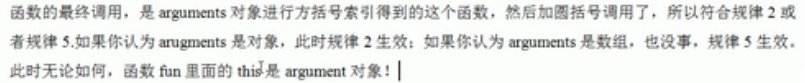 函数的最终调用，是 arguments 对象进行方括号索引得到的这个函数，然后加圆括号调用了，所以符合规律 2 或
者规律 5.如果你认为 arugments 是对象，此时规律 2 生效；如果你认为 arguments 是数组，也没事，规律 5 生效。
此时无论如何，函数 fun 里面的 this 是 argument 对象！